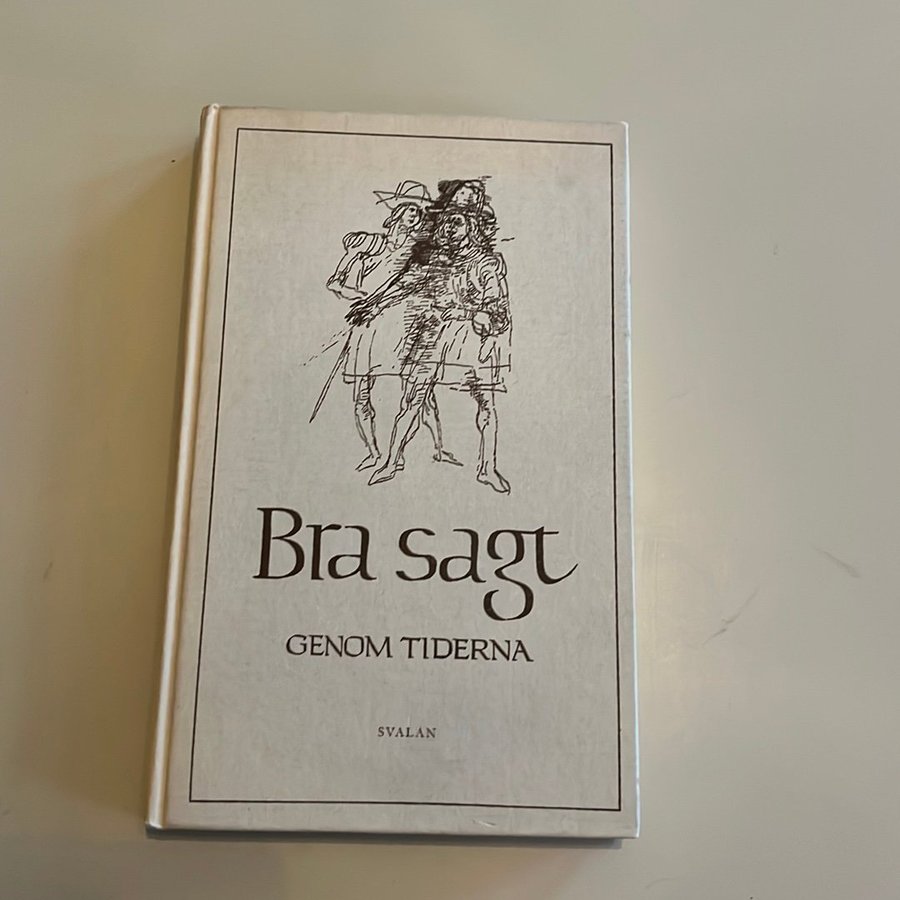 Bra sagt
GENOM TIDERNA
SVALAN